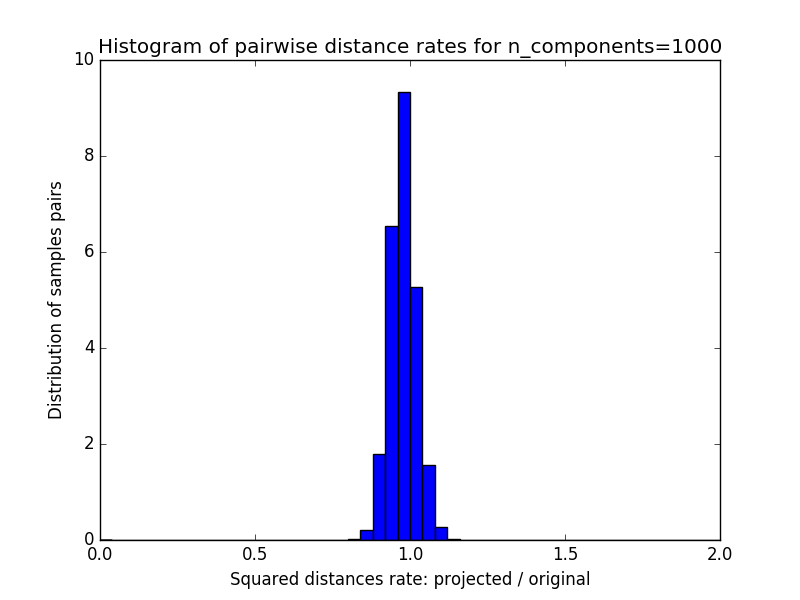 Histogram of pairwise distance rates for n_components=1000
10
8
6
4
2
0
Distribution of samples pairs
0.0 0.5 1.0 1.5 2.0
Squared distances rate: projected / original